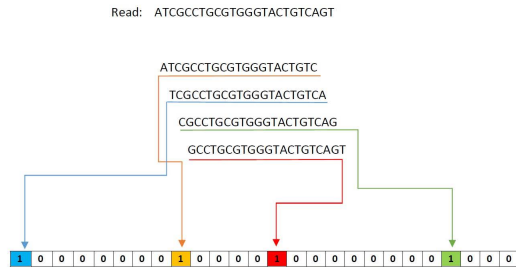 Read: ATCGCCTGCGTGGGTACTGTCAGT
ATCGCCTGCGTGGGTACTGTC
TCGCCTGCGTGGGTACTGTCA
CGCCTGCGTGGGTACTGTCAG
GCCTGCGTGGGTACTGTCAGT
1 0 0 0 0 0 0 0 1 0 0 0 0 1 0 0 0 0 0 0 0 0 1 0 0 0